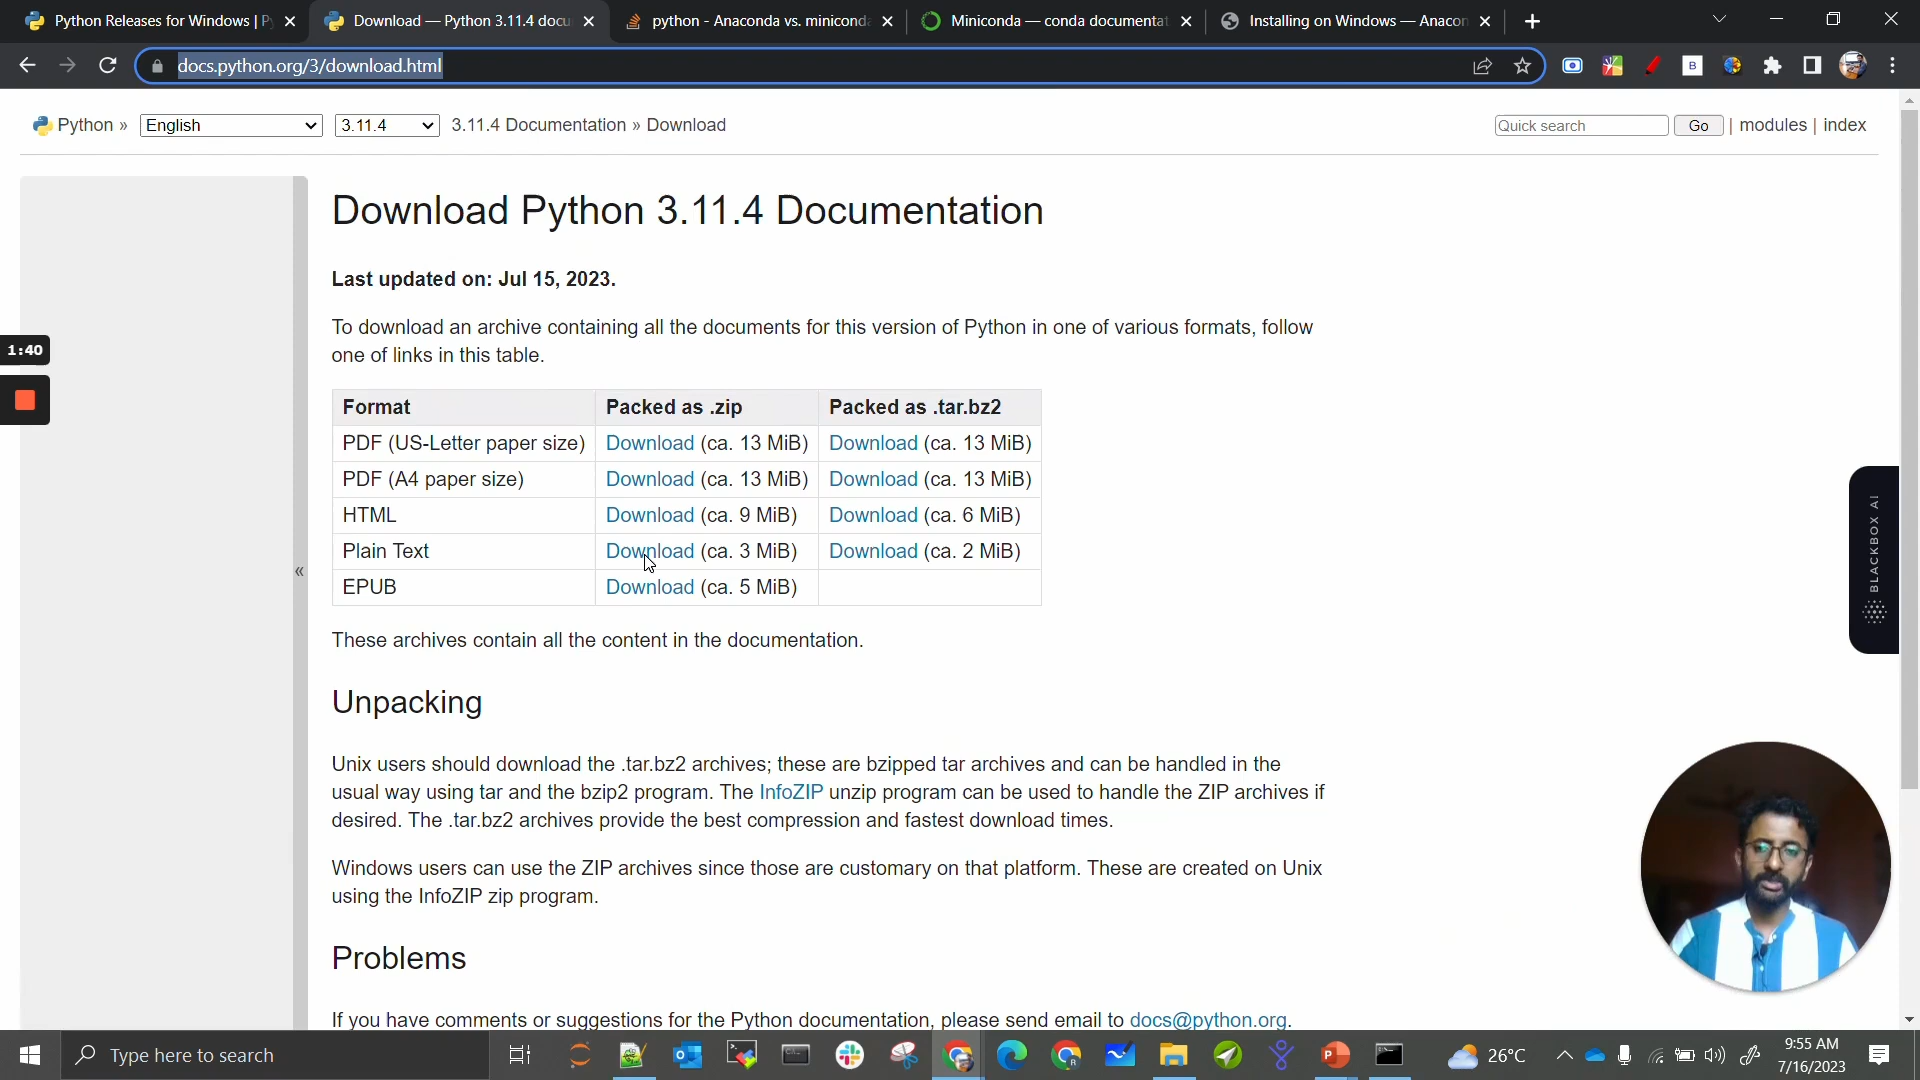 Python Releases for Windows | P
Download — Python 3.11.4 docu
python - Anaconda vs. miniconda
Miniconda — conda documentat
Installing on Windows — Anacon
docs.python.org/3/download.html
Python » English 3.11.4 3.11.4 Documentation » Download
Quick search Go | modules | index
Download Python 3.11.4 Documentation
Last updated on: Jul 15, 2023.
To download an archive containing all the documents for this version of Python in one of various formats, follow
one of links in this table.
1:40
Format Packed as .zip Packed as .tar.bz2
PDF (US-Letter paper size) Download (ca. 13 MiB) Download (ca. 13 MiB)
PDF (A4 paper size) Download (ca. 13 MiB) Download (ca. 13 MiB)
HTML Download (ca. 9 MiB) Download (ca. 6 MiB)
Plain Text Download (ca. 3 MiB) Download (ca. 2 MiB)
EPUB Download (ca. 5 MiB)
«
BLACKBOX AI
These archives contain all the content in the documentation.
Unpacking
Unix users should download the .tar.bz2 archives; these are bzipped tar archives and can be handled in the
usual way using tar and the bzip2 program. The InfoZIP unzip program can be used to handle the ZIP archives if
desired. The .tar.bz2 archives provide the best compression and fastest download times.
Windows users can use the ZIP archives since those are customary on that platform. These are created on Unix
using the InfoZIP zip program.
Problems
If you have comments or suggestions for the Python documentation, please send email to docs@python.org.
Type here to search
26°C
9:55 AM
7/16/2023